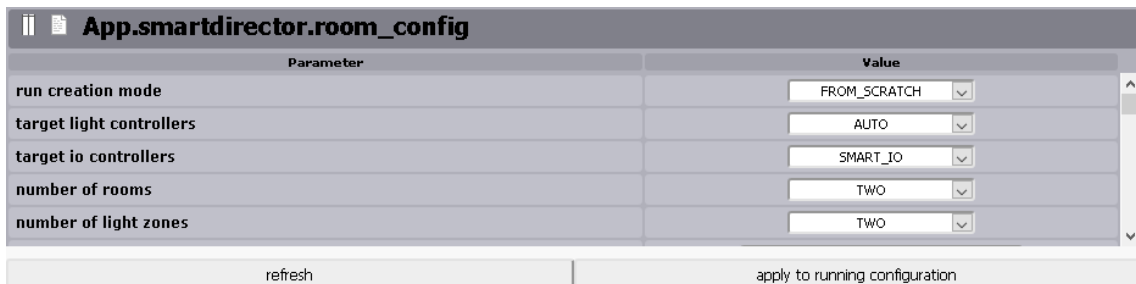 App.smartdirector.room_config
Parameter Value
run creation mode FROM_SCRATCH
target light controllers AUTO
target io controllers SMART_IO
number of rooms TWO
number of light zones TWO
refresh apply to running configuration